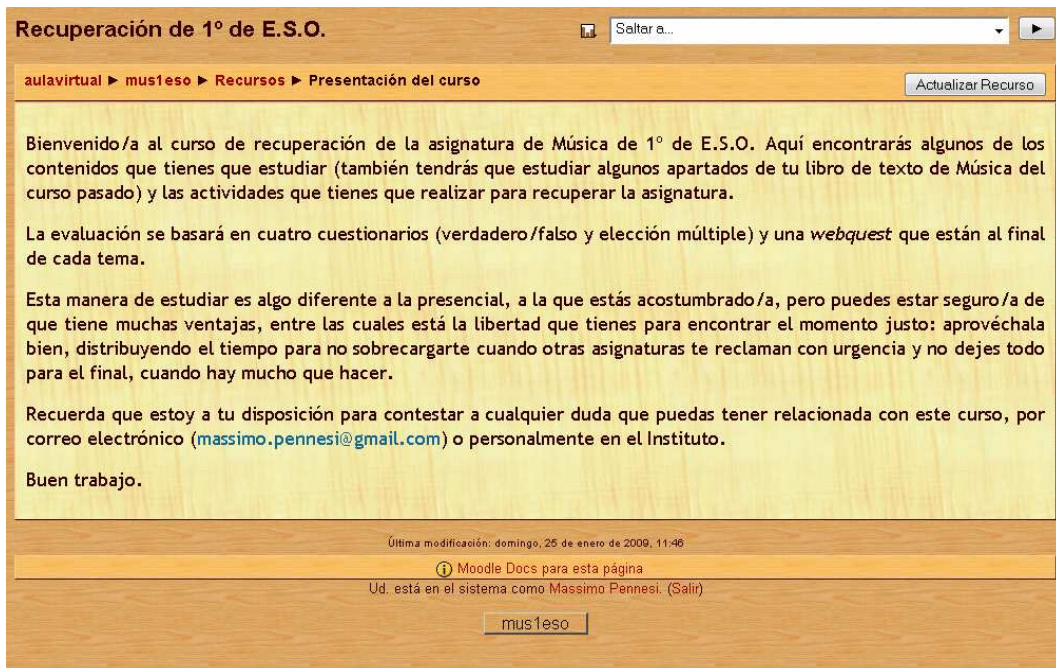 Recuperación de 1º de E.S.O.
Saltar a...
aulavirtual ► mus1eso ► Recursos ► Presentación del curso
Actualizar Recurso
Bienvenido/a al curso de recuperación de la asignatura de Música de 1º de E.S.O. Aquí encontrarás algunos de los
contenidos que tienes que estudiar (también tendrás que estudiar algunos apartados de tu libro de texto de Música del
curso pasado) y las actividades que tienes que realizar para recuperar la asignatura.
La evaluación se basará en cuatro cuestionarios (verdadero/falso y elección múltiple) y una webquest que están al final
de cada tema.
Esta manera de estudiar es algo diferente a la presencial, a la que estás acostumbrado/a, pero puedes estar seguro/a de
que tiene muchas ventajas, entre las cuales está la libertad que tienes para encontrar el momento justo: aprovéchala
bien, distribuyendo el tiempo para no sobrecargarte cuando otras asignaturas te reclaman con urgencia y no dejes todo
para el final, cuando hay mucho que hacer.
Recuerda que estoy a tu disposición para contestar a cualquier duda que puedas tener relacionada con este curso, por
correo electrónico (massimo.pennesi@gmail.com) o personalmente en el Instituto.
Buen trabajo.
Última modificación: domingo, 25 de enero de 2009, 11:46
Moodle Docs para esta página
Ud. está en el sistema como Massimo Pennesi. (Salir)
mus1eso